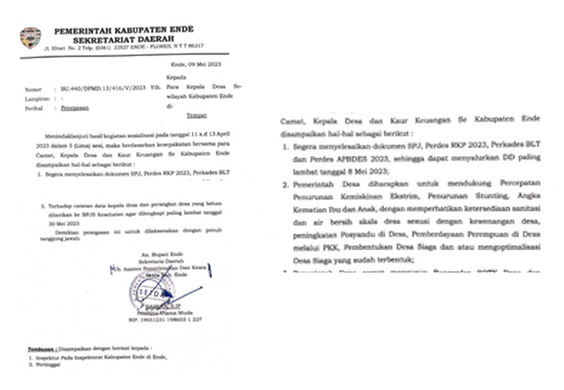 PEMERINTAH KABUPATEN ENDE
SEKRETARIAT DAERAH
Jl. Eltari No. 2 Telp. (0381) 22527 ENDE - FLORES, N T T 86317
Ende, 09 Mei 2023
Kepada
Nomor : BU.440/DPMD.13/416/V/2023 Yth. Para Kepala Desa Se-
Lampiran : - wilayah Kabupaten Ende
Perihal : Penegasan di-
Tempat
Menindaklanjuti hasil kegiatan sosialisasi pada tanggal 11 s.d 13 April
2023 dalam 5 (Lima) sesi, maka berdasarkan kesepakatan bersama para
Camat, Kepala Desa dan Kaur Keuangan Se Kabupaten Ende
disampaikan hal-hal sebagai berikut :
1. Segera menyelesaikan dokumen SPJ, Perdes RKP 2023, Perkades BLT
5. Terhadap catatan data kepala desa dan perangkat desa yang belum
diberikan ke BPJS Kesehatan agar dilengkapi paling lambat tanggal
30 Mei 2023
Demikian penegasan ini untuk dilaksanakan dengan penuh
tanggung jawab.
An. Bupati Ende
Sekretaris Daerah
Asisten Pemerintahan Dan Kesra
Ende
Pembina Utama Muda
NIP. 19651231 198603 1 227
Tembusan : Disampaikan dengan hormat kepada :
1. Inspektur Pada Inspektorat Kabupaten Ende di Ende,
2. Pertinggal
Camat, Kepala Desa dan Kaur Keuangan Se Kabupaten Ende
disampaikan hal-hal sebagai berikut :
1. Segera menyelesaikan dokumen SPJ, Perdes RKP 2023, Perkades BLT
dan Perdes APBDES 2023, sehingga dapat menyalurkan DD paling
lambat tanggal 8 Mei 2023;
2. Pemerintah Desa diharapkan untuk mendukung Percepatan
Penurunan Kemiskinan Ekstrim, Penurunan Stunting, Angka
Kematian Ibu dan Anak, dengan memperhatikan ketersediaan sanitasi
dan air bersih skala desa sesuai dengan kewenangan desa,
peningkatan Posyandu di Desa, Pemberdayaan Perempuan di Desa
melalui PKK, Pembentukan Desa Siaga dan atau mengoptimalisasi
Desa Siaga yang sudah terbentuk;